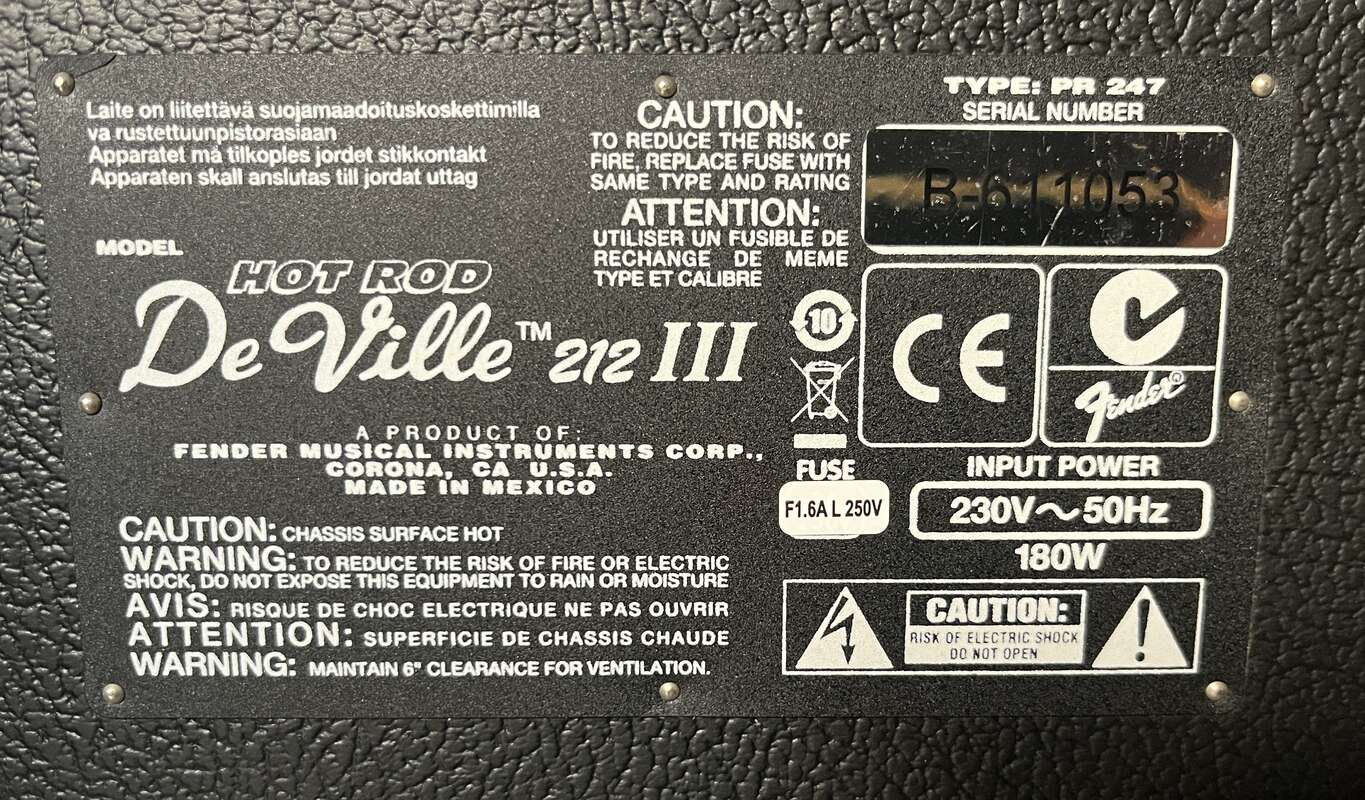 Laite on liitettävä suojamaadoituskoskettimilla
va rustettuunpistorasiaan
Apparatet må tilkoples jordet stikkontakt
Apparaten skall anslutas till jordat uttag
MODEL
HOT ROD
DeVille™ 212 III
A PRODUCT OF:
FENDER MUSICAL INSTRUMENTS CORP.,
CORONA, CA U.S.A.
MADE IN MEXICO
CAUTION: CHASSIS SURFACE HOT
WARNING: TO REDUCE THE RISK OF FIRE OR ELECTRIC
SHOCK, DO NOT EXPOSE THIS EQUIPMENT TO RAIN OR MOISTURE
AVIS: RISQUE DE CHOC ELECTRIQUE NE PAS OUVRIR
ATTENTION: SUPERFICIE DE CHASSIS CHAUDE
WARNING: MAINTAIN 6" CLEARANCE FOR VENTILATION.
CAUTION:
TO REDUCE THE RISK OF
FIRE, REPLACE FUSE WITH
SAME TYPE AND RATING
ATTENTION:
UTILISER UN FUSIBLE DE
RECHANGE DE MEME
TYPE ET CALIBRE
TYPE: PR 247
SERIAL NUMBER
B-611053
10
CE
Fender®
FUSE
F1.6A L 250V
INPUT POWER
230V~50Hz
180W
CAUTION:
RISK OF ELECTRIC SHOCK
DO NOT OPEN